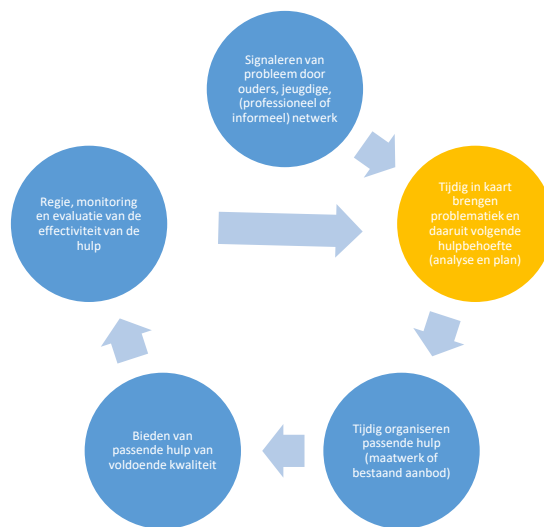 Signaleren van
probleem door
ouders, jeugdige,
(professioneel of
informeel) netwerk
Tijdig in kaart
brengen
problematiek en
daaruit volgende
hulpbehoefte
(analyse en plan)
Tijdig organiseren
passende hulp
(maatwerk of
bestaand aanbod)
Bieden van
passende hulp van
voldoende kwaliteit
Regie, monitoring
en evaluatie van de
effectiviteit van de
hulp